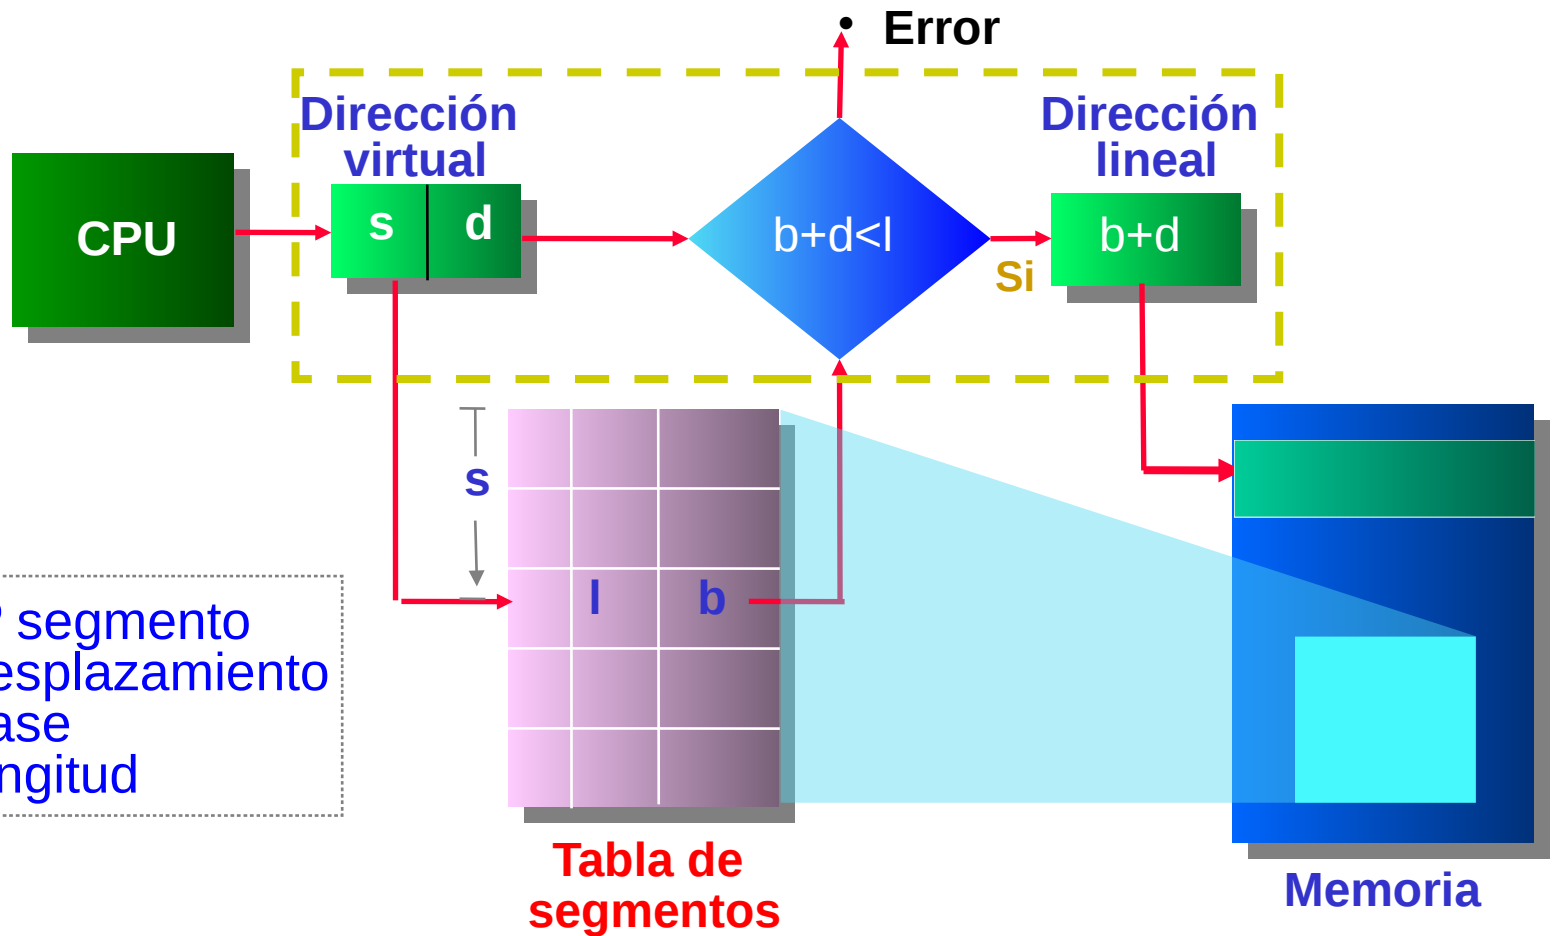 • Error
Dirección
virtual
Dirección
lineal
CPU
s d
b+d<l
b+d
Si
s
l b
segmento
esplazamiento
ase
ngitud
Tabla de
segmentos
Memoria